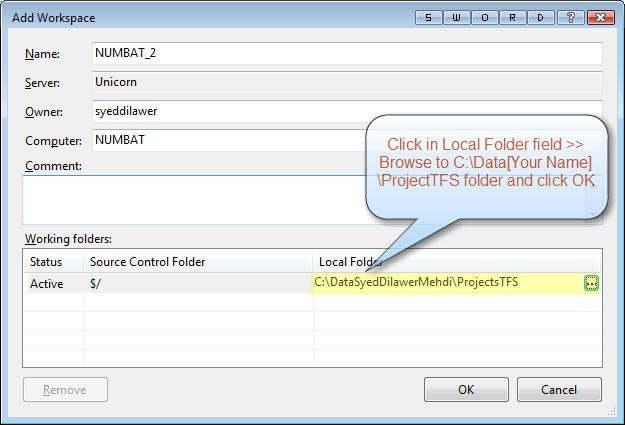 Add Workspace
S W O R D ?
Name: NUMBAT_2
Server: Unicorn
Owner: syeddilawer
Computer: NUMBAT
Click in Local Folder field >>
Browse to C:\Data[Your Name]
\ProjectTFS folder and click OK
Comment:
Working folders:
Status Source Control Folder Local Folder
Active $/ C:\DataSyedDilawerMehdi\ProjectsTFS ...
Remove OK Cancel